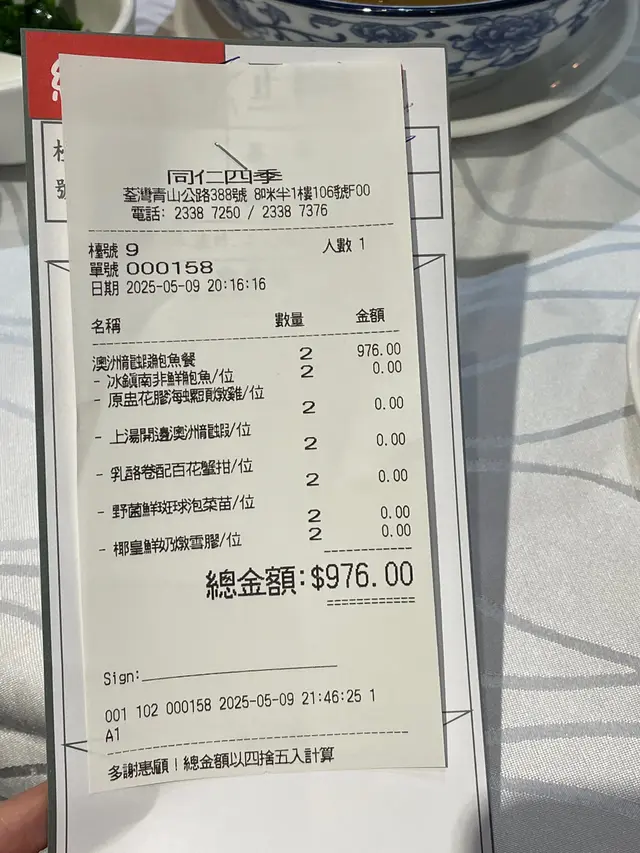 同仁四季
荃灣青山公路388號 8咪半1樓106號F00
電話: 2338 7250 / 2338 7376
檯號 9 人數 1
單號 000158
日期 2025-05-09 20:16:16
名稱 數量 金額
澳洲龍蝦鮑魚餐 2 976.00
- 冰鎮南非鮮鮑魚/位 2 0.00
- 原盅花膠海螺頭燉雞/位 2 0.00
- 上湯開邊澳洲龍蝦/位 2 0.00
- 乳酪卷配百花蟹拑/位 2 0.00
- 野菌鮮斑球泡菜苗/位 2 0.00
- 椰皇鮮奶燉雪膠/位 2 0.00
總金額:$976.00
Sign:
001 102 000158 2025-05-09 21:46:25 1
A1
多謝惠顧!總金額以四捨五入計算